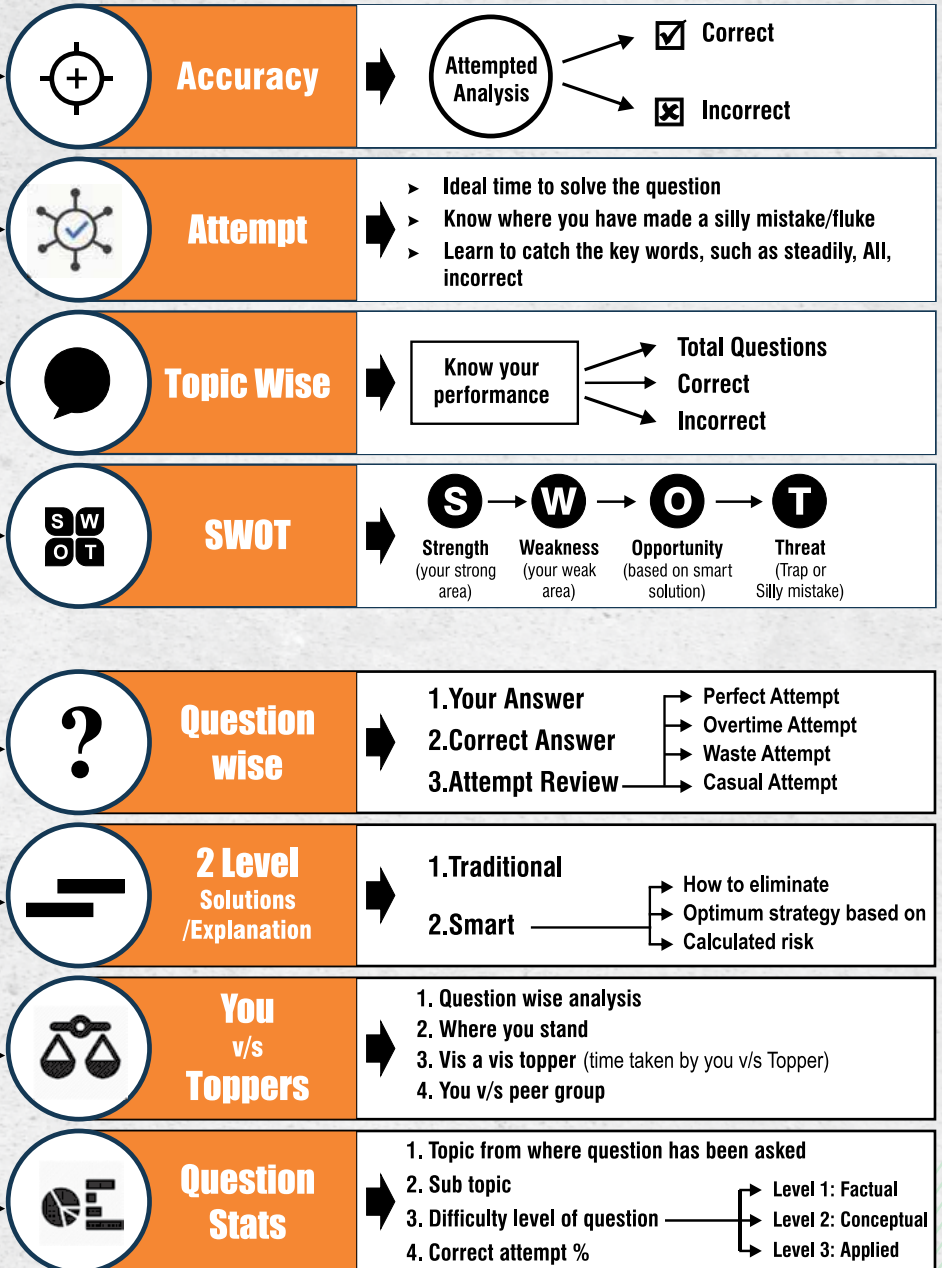 Accuracy
Attempted
Analysis
Correct
Incorrect
Attempt
➤ Ideal time to solve the question
➤ Know where you have made a silly mistake/fluke
➤ Learn to catch the key words, such as steadily, All,
incorrect
Topic Wise
Know your
performance
Total Questions
Correct
Incorrect
S W
O T
SWOT
S W O T
Strength
(your strong
area)
Weakness
(your weak
area)
Opportunity
(based on smart
solution)
Threat
(Trap or
Silly mistake)
?
Question
wise
1.Your Answer
2.Correct Answer
3.Attempt Review
Perfect Attempt
Overtime Attempt
Waste Attempt
Casual Attempt
2 Level
Solutions
/Explanation
1.Traditional
2.Smart
How to eliminate
Optimum strategy based on
Calculated risk
You
v/s
Toppers
1. Question wise analysis
2. Where you stand
3. Vis a vis topper (time taken by you v/s Topper)
4. You v/s peer group
Question
Stats
1. Topic from where question has been asked
2. Sub topic
3. Difficulty level of question
4. Correct attempt %
Level 1: Factual
Level 2: Conceptual
Level 3: Applied